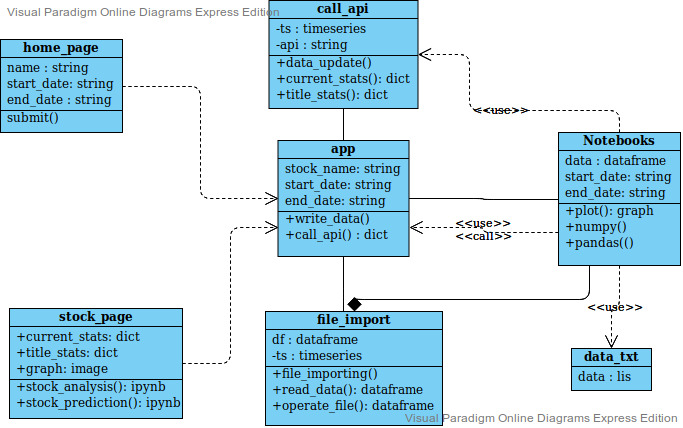 Visual Paradigm Online Diagrams Express Edition
call_api
-ts : timeseries
-api : string
+data_update()
+current_stats(): dict
+title_stats(): dict
home_page
name : string
start_date: string
end_date : string
submit()
<<use>>
app
stock_name: string
start_date: string
end_date: string
+write_data()
+call_api() : dict
Notebooks
data : dataframe
start_date: string
end_date: string
+plot(): graph
+numpy()
+pandas(()
<<use>>
<<call>>
stock_page
+current_stats: dict
+title_stats: dict
+graph: image
+stock_analysis(): ipynb
+stock_prediction(): ipynb
file_import
df : dataframe
-ts : timeseries
+file_importing()
+read_data(): dataframe
+operate_file(): dataframe
<<use>>
data_txt
data : lis
Visual Paradigm Online Diagrams Express Edition